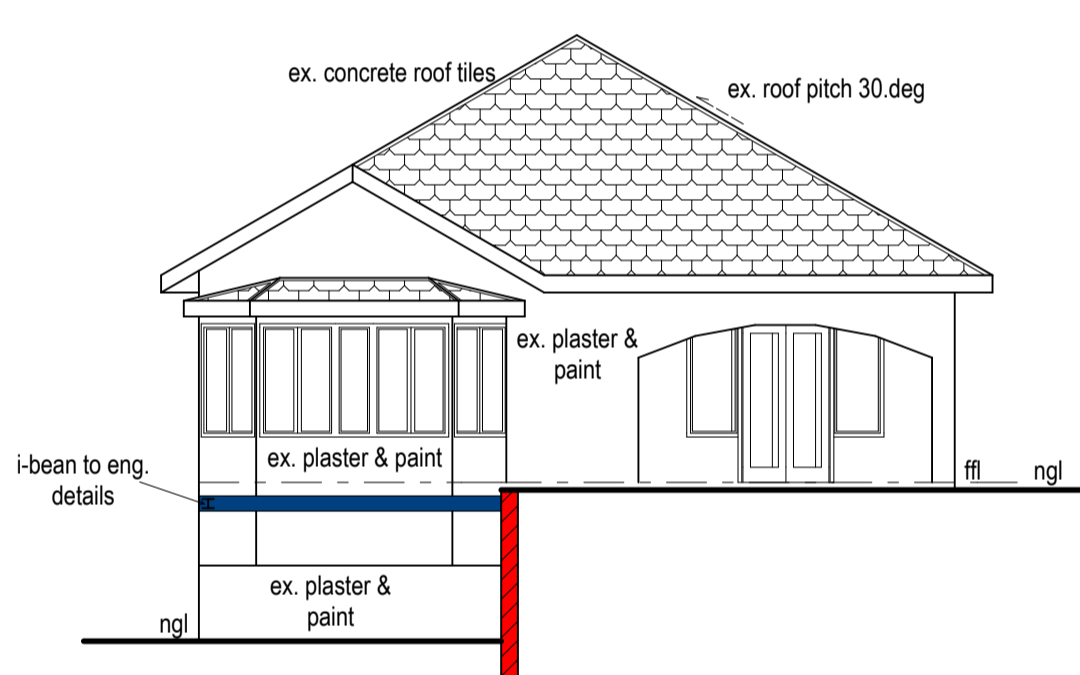 ex. concrete roof tiles
ex. roof pitch 30.deg
ex. plaster &
paint
ex. plaster & paint
i-bean to eng.
details
ffl
ngl
ex. plaster &
paint
ngl